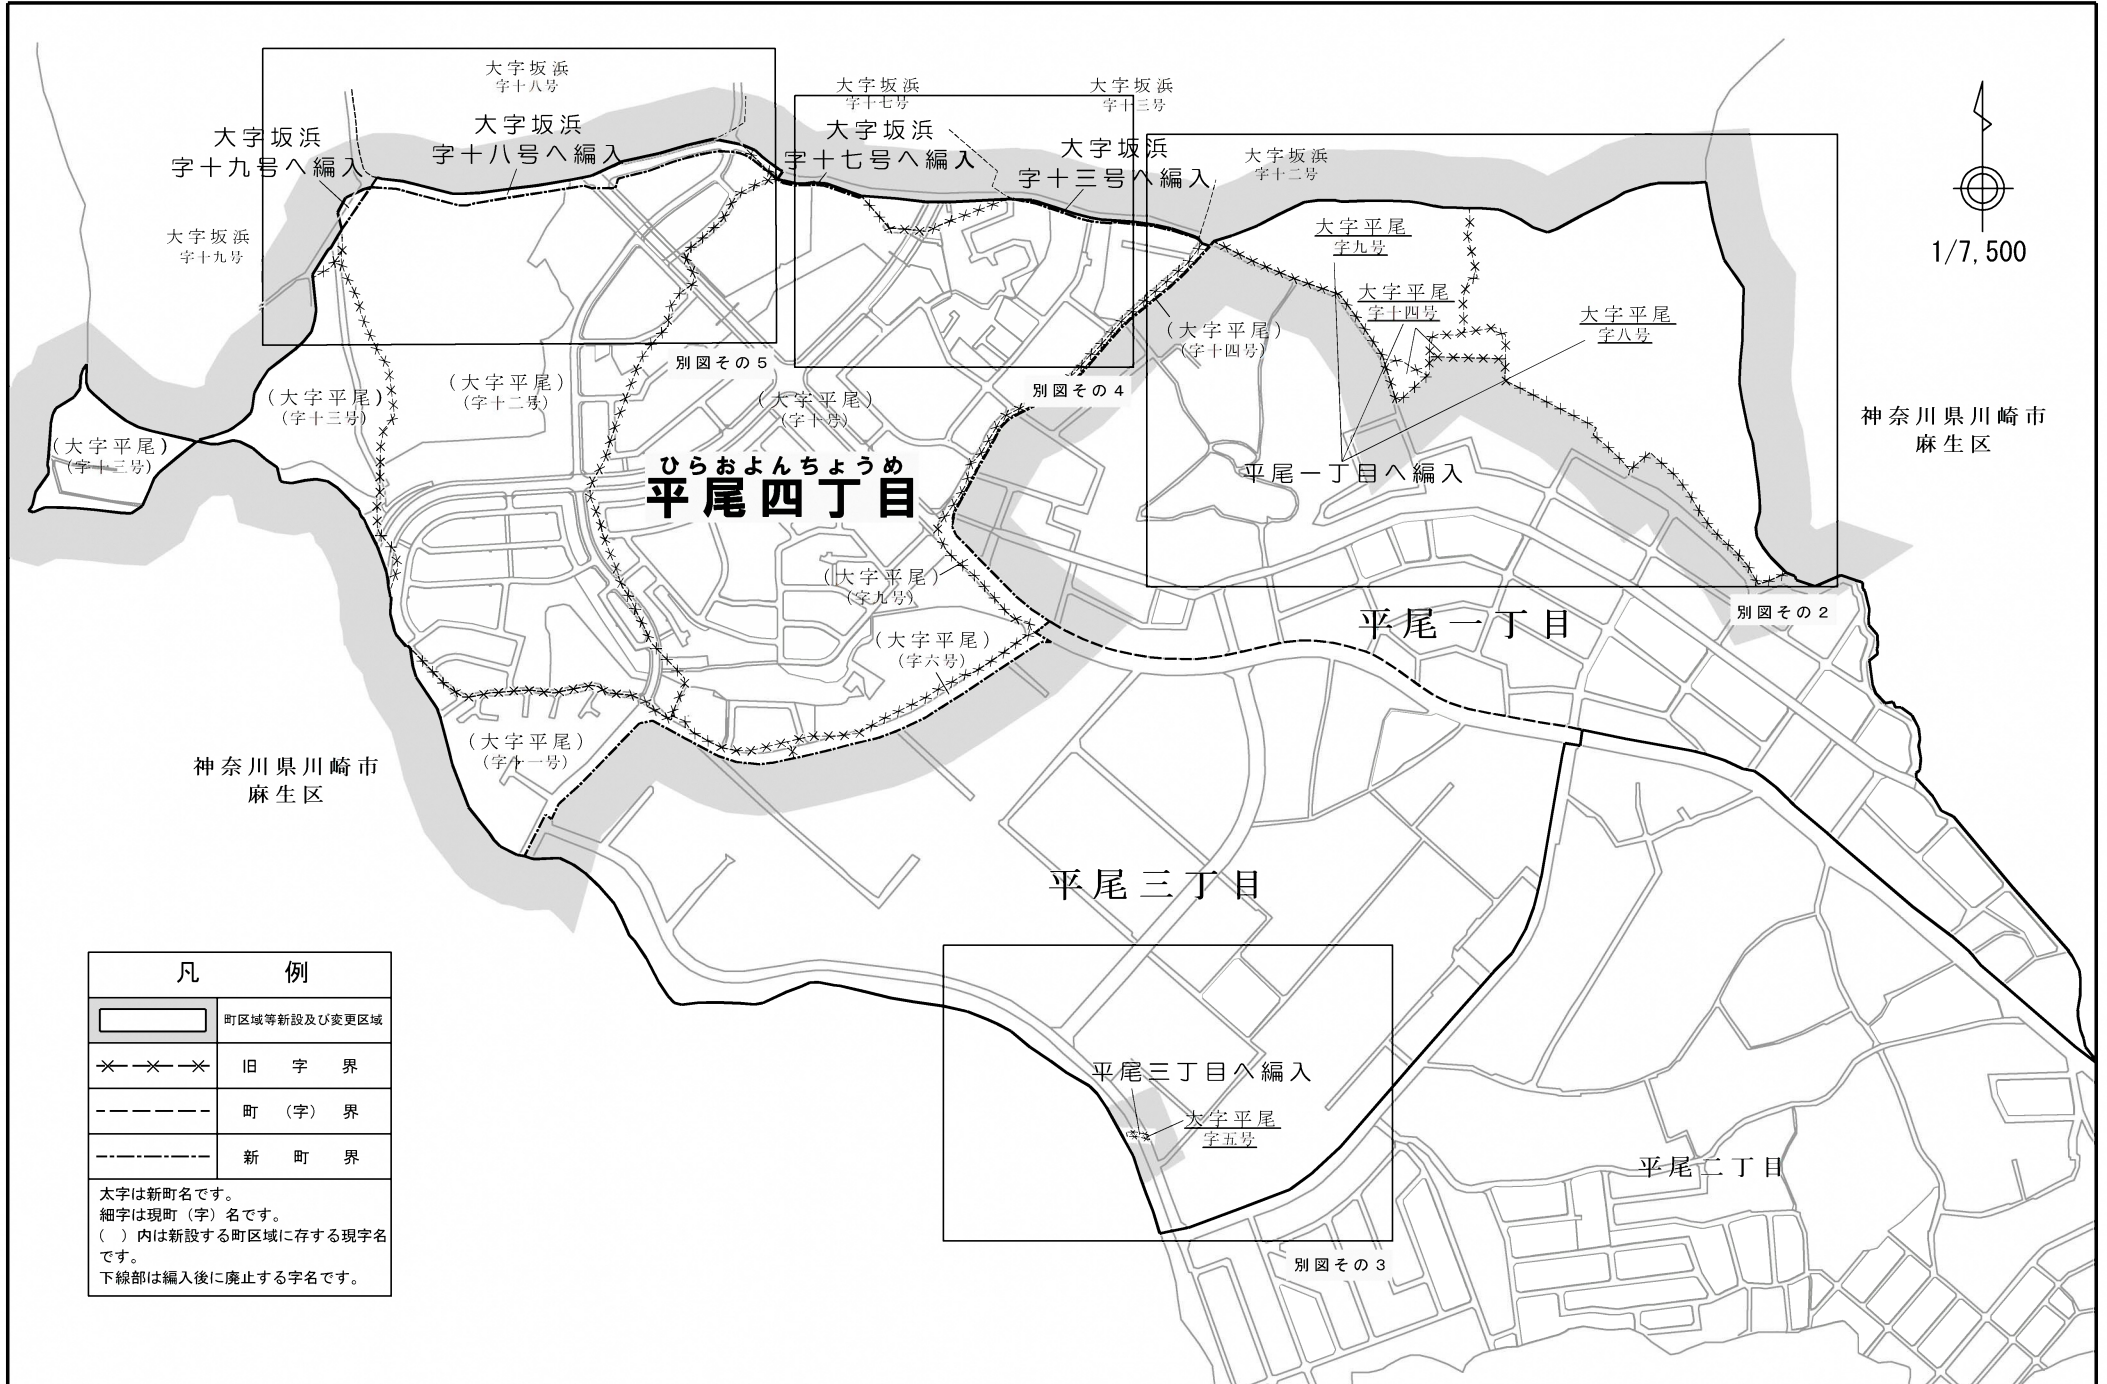 大字坂浜
字十八号
大字坂浜
字十七号
大字坂浜
字十三号
大字坂浜
字十九号へ編入
大字坂浜
字十八号へ編入
大字坂浜
字十七号へ編入
大字坂浜
字十三号へ編入
大字坂浜
字十二号
大字坂浜
字十九号
大字平尾
字九号
大字平尾
字十四号
大字平尾
字八号
1/7,500
(大字平尾)
(字十四号)
別図その5
別図その4
(大字平尾)
(字十三号)
(大字平尾)
(字十二号)
(大字平尾)
(字十号)
(大字平尾)
(字十三号)
神奈川県川崎市
麻生区
ひらおよんちょうめ
平尾四丁目
平尾一丁目へ編入
(大字平尾)
(字九号)
(大字平尾)
(字六号)
平尾一丁目
別図その2
(大字平尾)
(字十一号)
神奈川県川崎市
麻生区
平尾三丁目
平尾三丁目へ編入
大字平尾
字五号
平尾二丁目
別図その3
凡 例
町区域等新設及び変更区域
旧 字 界
町 (字) 界
新 町 界
太字は新町名です。
細字は現町(字)名です。
( )内は新設する町区域に存する現字名
です。
下線部は編入後に廃止する字名です。